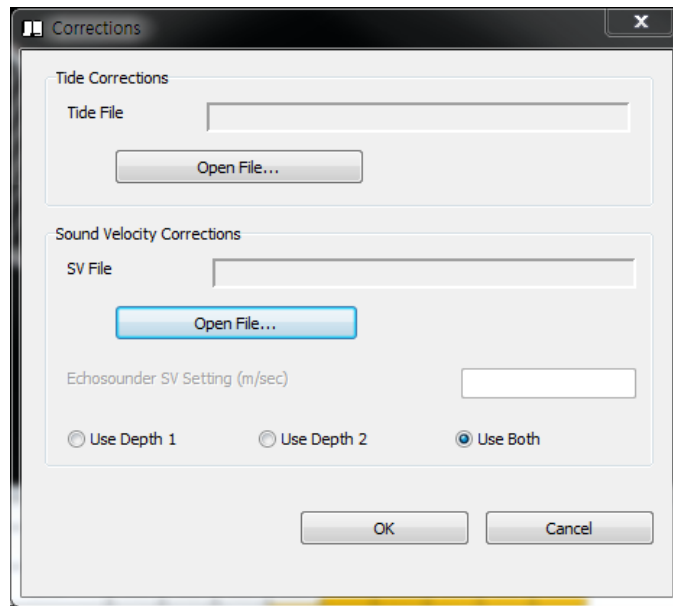 Corrections
x
Tide Corrections
Tide File
Open File...
Sound Velocity Corrections
SV File
Open File...
Echosounder SV Setting (m/sec)
Use Depth 1 Use Depth 2 Use Both
OK Cancel